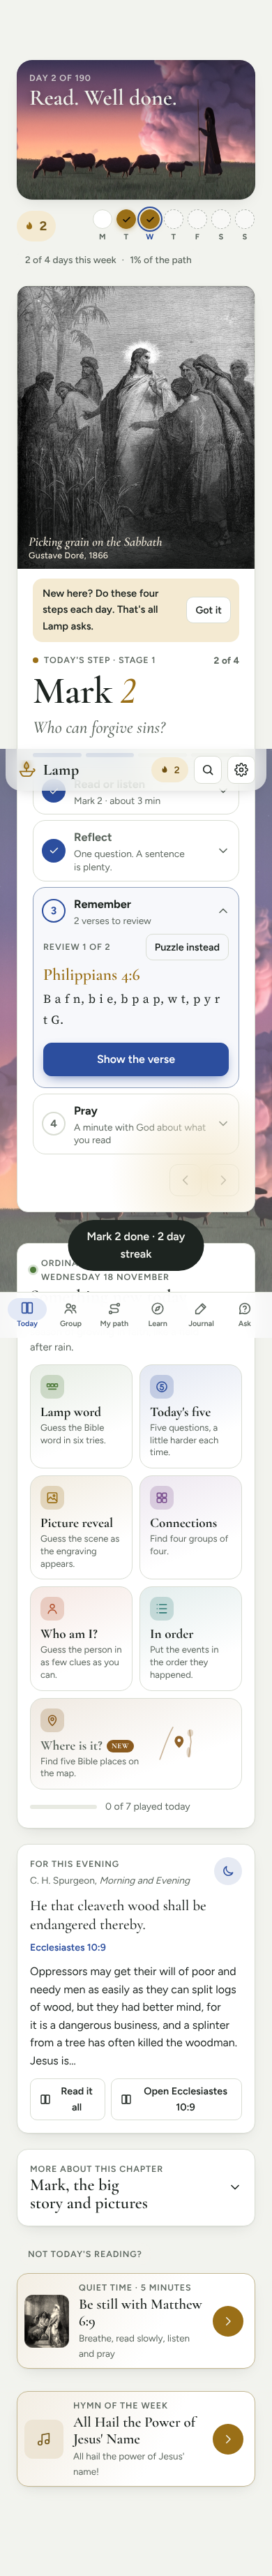 DAY 2 OF 190
Read. Well done.
2
M T W T F S S
2 of 4 days this week · 1% of the path
Picking grain on the Sabbath
Gustave Doré, 1866
New here? Do these four
steps each day. That's all
Lamp asks.
Got it
TODAY'S STEP · STAGE 1
2 of 4
Mark 2
Who can forgive sins?
Lamp
2
Read or listen
Mark 2 · about 3 min
Reflect
One question. A sentence
is plenty.
3
Remember
2 verses to review
REVIEW 1 OF 2
Puzzle instead
Philippians 4:6
B a f n, b i e, b p a p, w t, p y r
t G.
Show the verse
4
Pray
A minute with God about what
you read
Mark 2 done · 2 day
streak
WEDNESDAY 18 NOVEMBER
Today
Group
My path
Learn
Journal
Ask
after rain.
Lamp word
Guess the Bible
word in six tries.
5
Today's five
Five questions, a
little harder each
time.
Picture reveal
Guess the scene as
the engraving
appears.
Connections
Find four groups of
four.
Who am I?
Guess the person in
as few clues as you
can.
In order
Put the events in
the order they
happened.
Where is it? NEW
Find five Bible places on
the map.
0 of 7 played today
FOR THIS EVENING
C. H. Spurgeon, Morning and Evening
He that cleaveth wood shall be
endangered thereby.
Ecclesiastes 10:9
Oppressors may get their will of poor and
needy men as easily as they can split logs
of wood, but they had better mind, for
it is a dangerous business, and a splinter
from a tree has often killed the woodman.
Jesus is...
Read it
all
Open Ecclesiastes
10:9
MORE ABOUT THIS CHAPTER
Mark, the big
story and pictures
NOT TODAY'S READING?
QUIET TIME · 5 MINUTES
Be still with Matthew
6:9
Breathe, read slowly, listen
and pray
HYMN OF THE WEEK
All Hail the Power of
Jesus' Name
All hail the power of Jesus'
name!